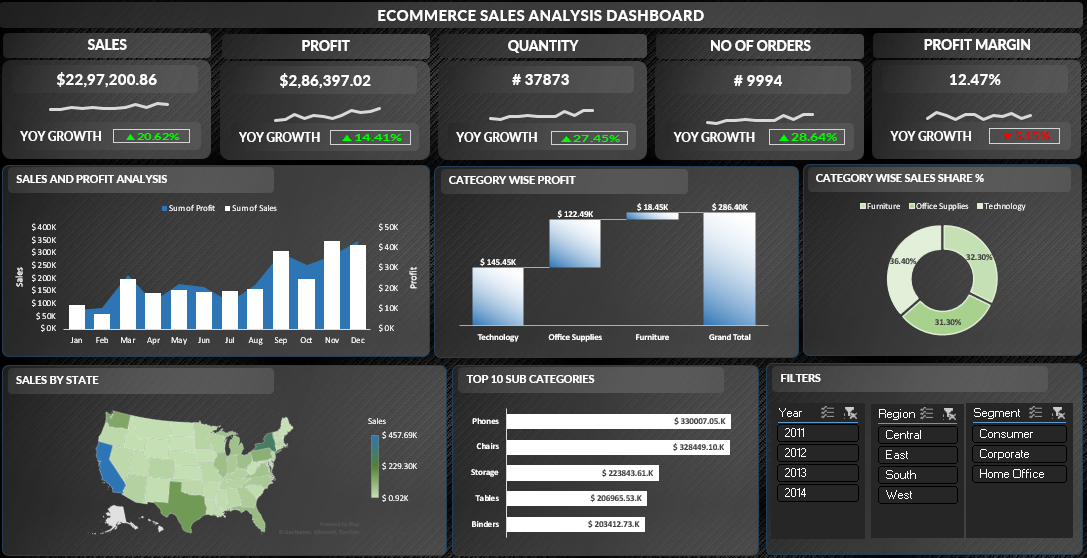 ECOMMERCE SALES ANALYSIS DASHBOARD
SALES
$22,97,200.86
YOY GROWTH ▲ 20.62%
PROFIT
$2,86,397.02
YOY GROWTH ▲ 14.41%
QUANTITY
# 37873
YOY GROWTH ▲ 27.45%
NO OF ORDERS
# 9994
YOY GROWTH ▲ 28.64%
PROFIT MARGIN
12.47%
YOY GROWTH ▼
SALES AND PROFIT ANALYSIS
Sum of Profit Sum of Sales
Sales
$ 400K
$ 350K
$ 300K
$ 250K
$ 200K
$ 150K
$ 100K
$ 50K
$ 0K
$ 50K
$ 40K
$ 30K
$ 20K
$ 10K
$ 0K
Profit
Jan Feb Mar Apr May Jun Jul Aug Sep Oct Nov Dec
CATEGORY WISE PROFIT
$ 145.45K
$ 122.49K
$ 18.45K
$ 286.40K
Technology Office Supplies Furniture Grand Total
CATEGORY WISE SALES SHARE %
Furniture Office Supplies Technology
36.40%
32.30%
31.30%
SALES BY STATE
Sales
$ 457.69K
$ 229.30K
$ 0.92K
Powered by Bing
TOP 10 SUB CATEGORIES
Phones $ 330007.05.K
Chairs $ 328449.10.K
Storage $ 223843.61.K
Tables $ 206965.53.K
Binders $ 203412.73.K
FILTERS
Year
2011
2012
2013
2014
Region
Central
East
South
West
Segment
Consumer
Corporate
Home Office